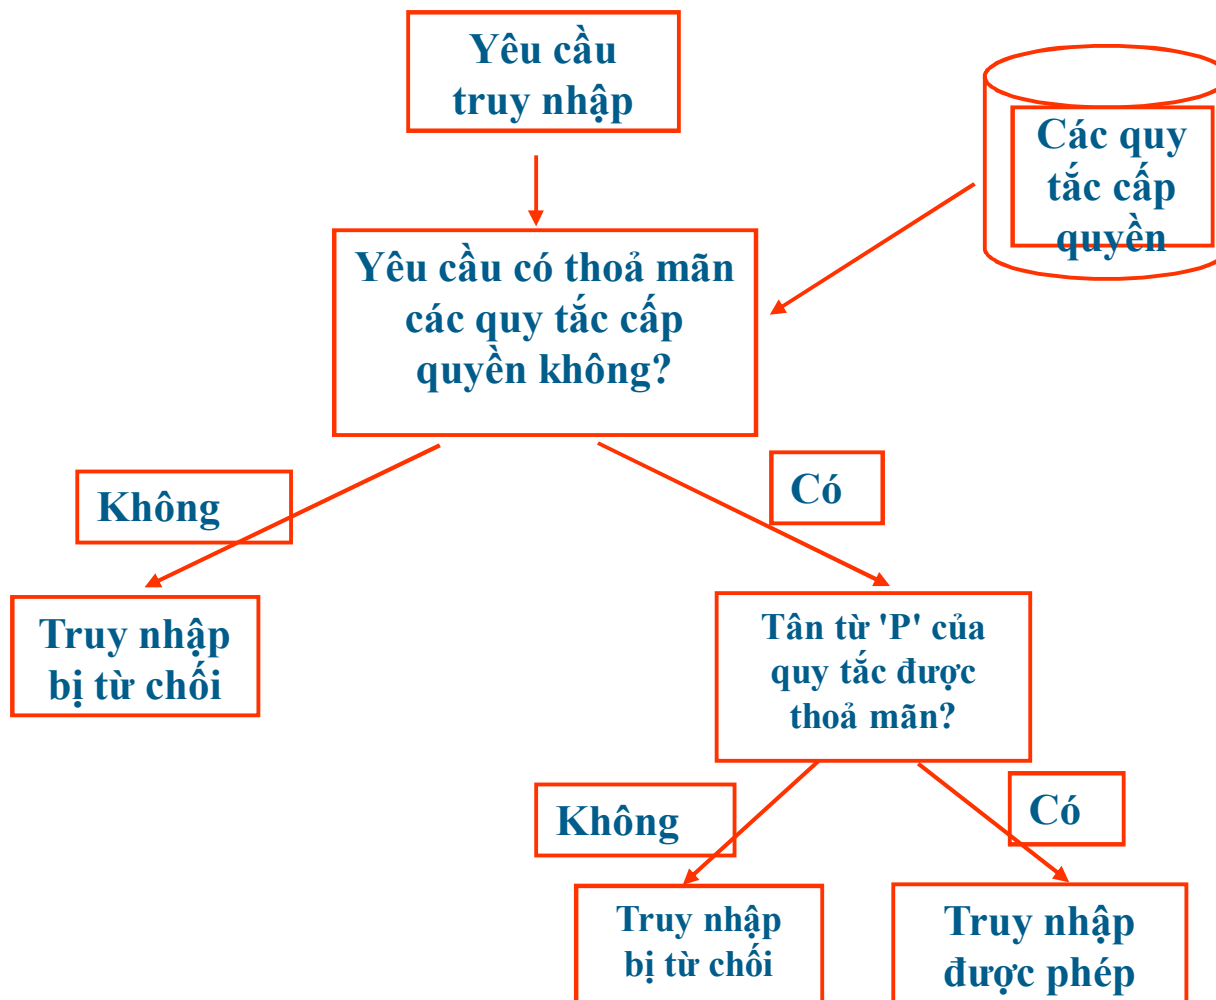 Yêu cầu
truy nhập
Các quy
tắc cấp
quyền
Yêu cầu có thoả mãn
các quy tắc cấp
quyền không?
Không
Có
Truy nhập
bị từ chối
Tân từ 'P' của
quy tắc được
thoả mãn?
Không
Có
Truy nhập
bị từ chối
Truy nhập
được phép